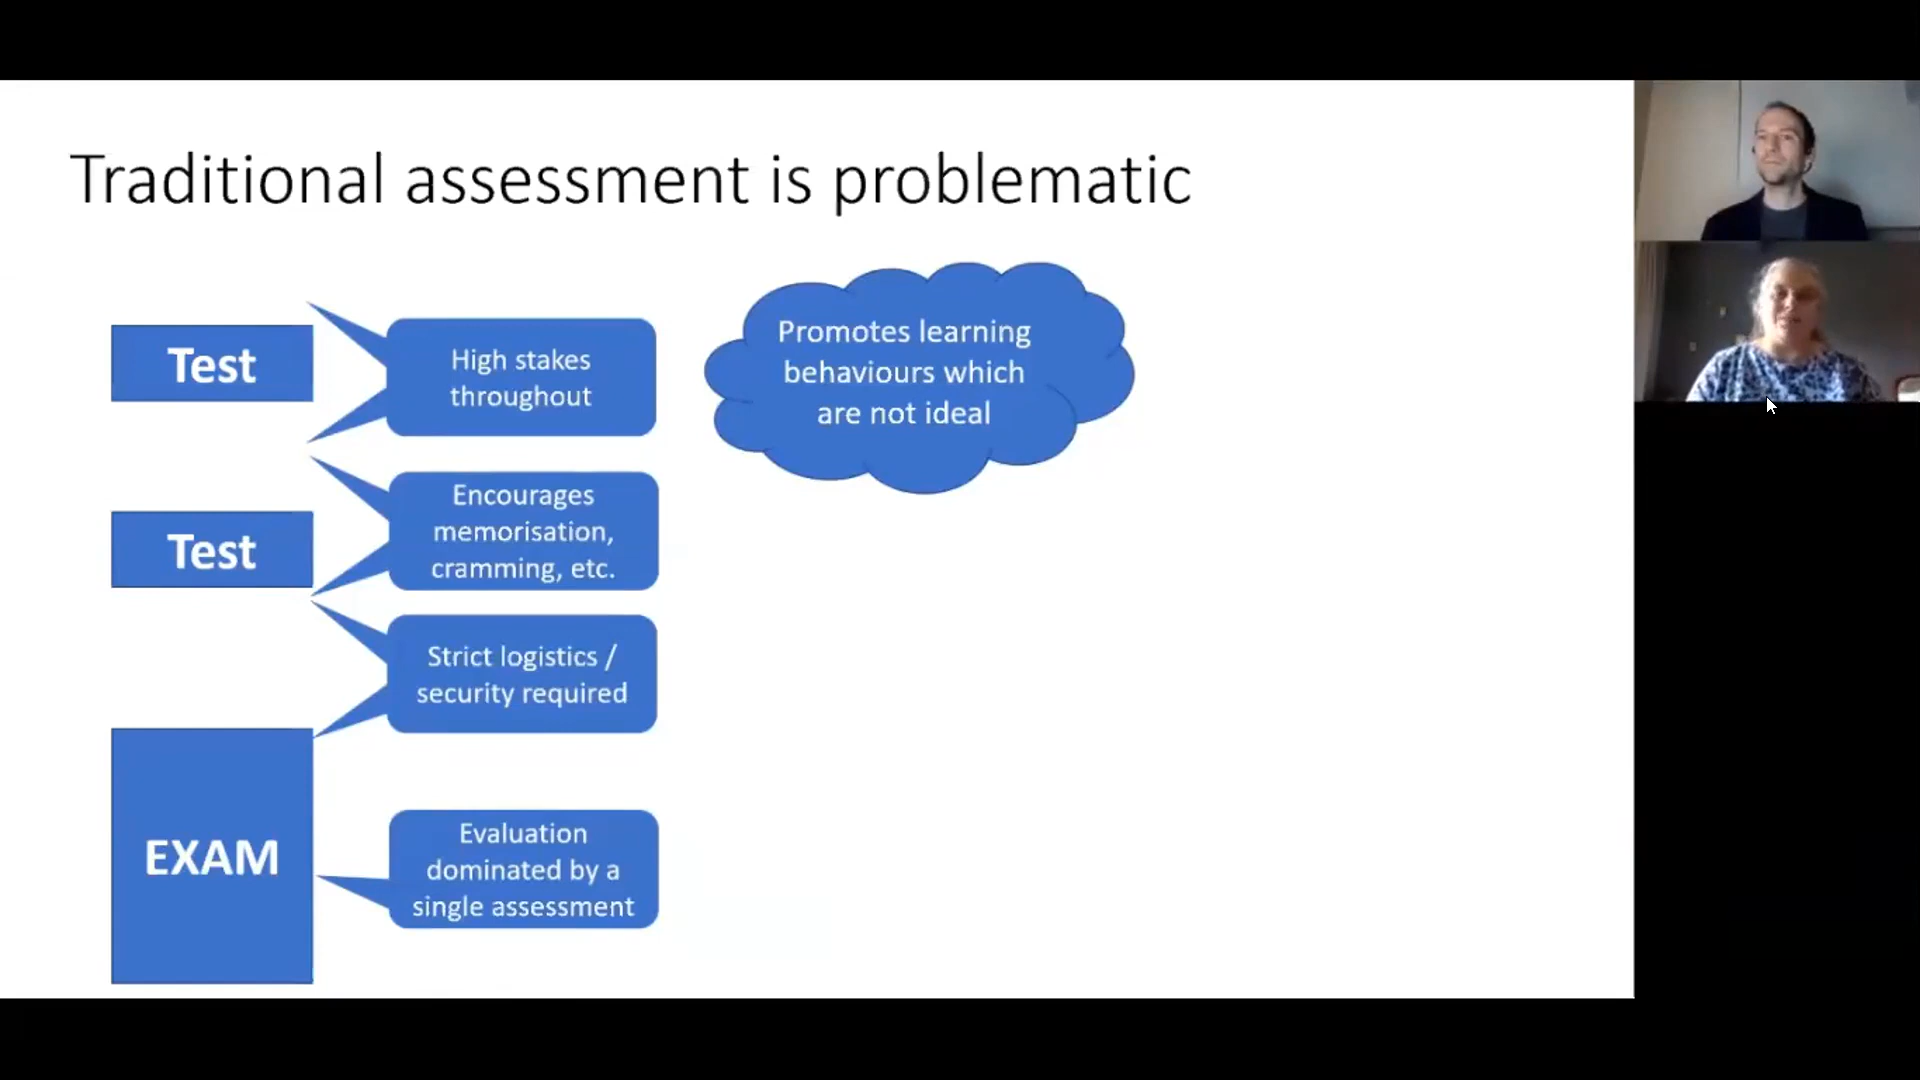 Traditional assessment is problematic
Test
High stakes
throughout
Promotes learning
behaviours which
are not ideal
Test
Encourages
memorisation,
cramming, etc.
Strict logistics /
security required
EXAM
Evaluation
dominated by a
single assessment